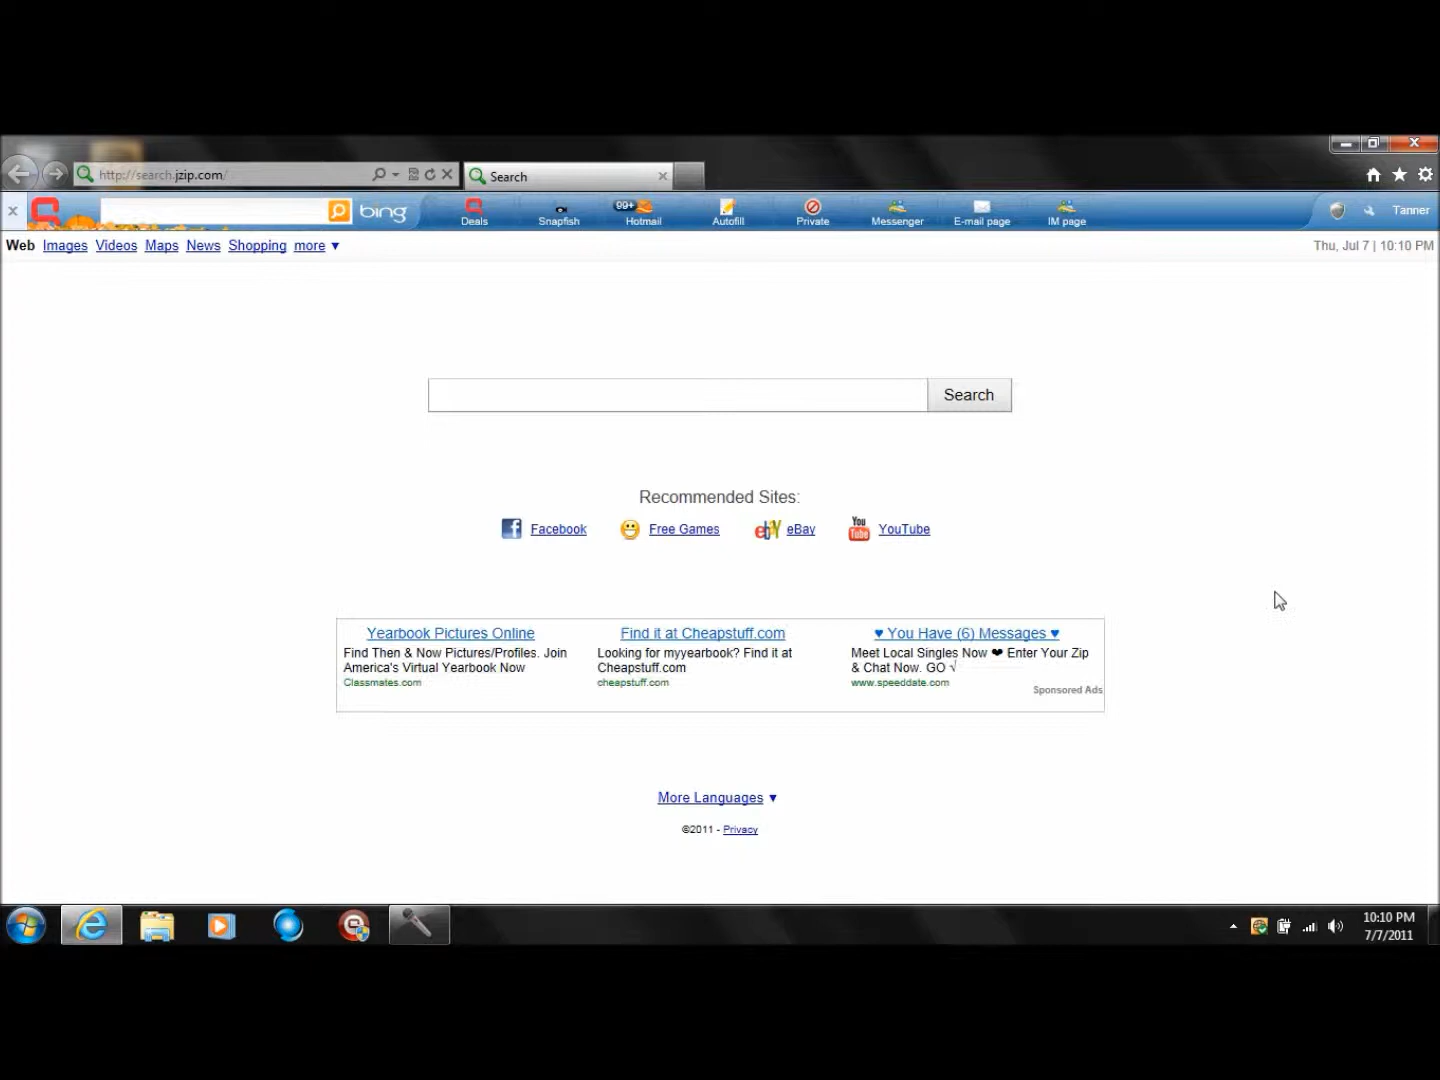 http://search.jzip.com/
Search
bing
Deals
Snapfish
99+
Hotmail
Autofill
Private
Messenger
E-mail page
IM page
Tanner
Web Images Videos Maps News Shopping more ▼
Thu, Jul 7 | 10:10 PM
Search
Recommended Sites:
Facebook
Free Games
ebY eBay
You Tube YouTube
Yearbook Pictures Online
Find Then & Now Pictures/Profiles. Join
America's Virtual Yearbook Now
Classmates.com
Find it at Cheapstuff.com
Looking for myyearbook? Find it at
Cheapstuff.com
cheapstuff.com
♥ You Have (6) Messages ♥
Meet Local Singles Now ❤ Enter Your Zip
& Chat Now. GO √
www.speeddate.com
Sponsored Ads
More Languages ▼
©2011 - Privacy
10:10 PM
7/7/2011